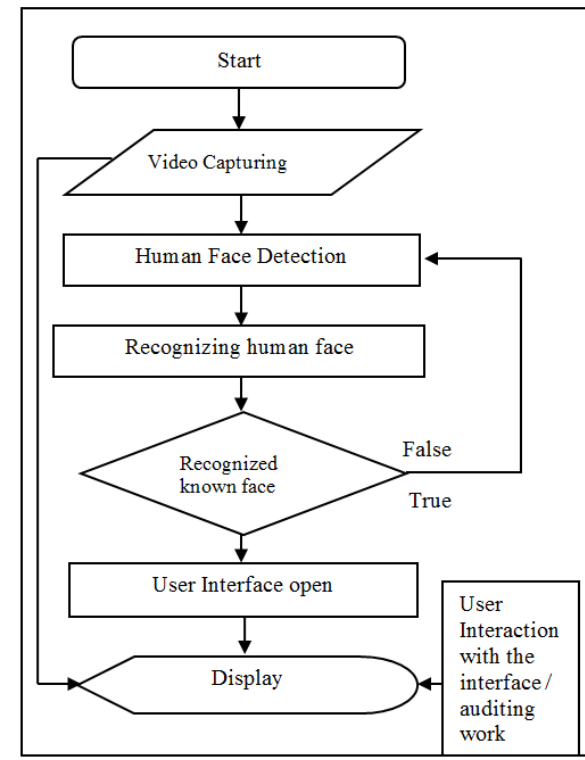 Start
Video Capturing
Human Face Detection
Recognizing human face
Recognized
known face
False
True
User Interface open
Display
User
Interaction
with the
interface /
auditing
work